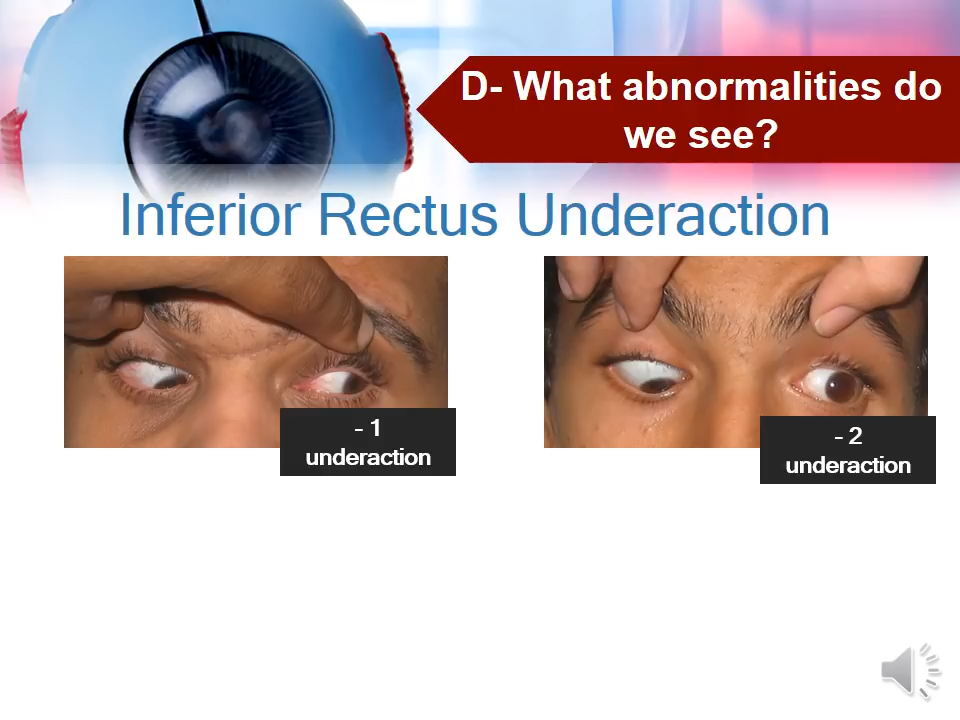 D- What abnormalities do
we see?
Inferior Rectus Underaction
- 1
underaction
- 2
underaction